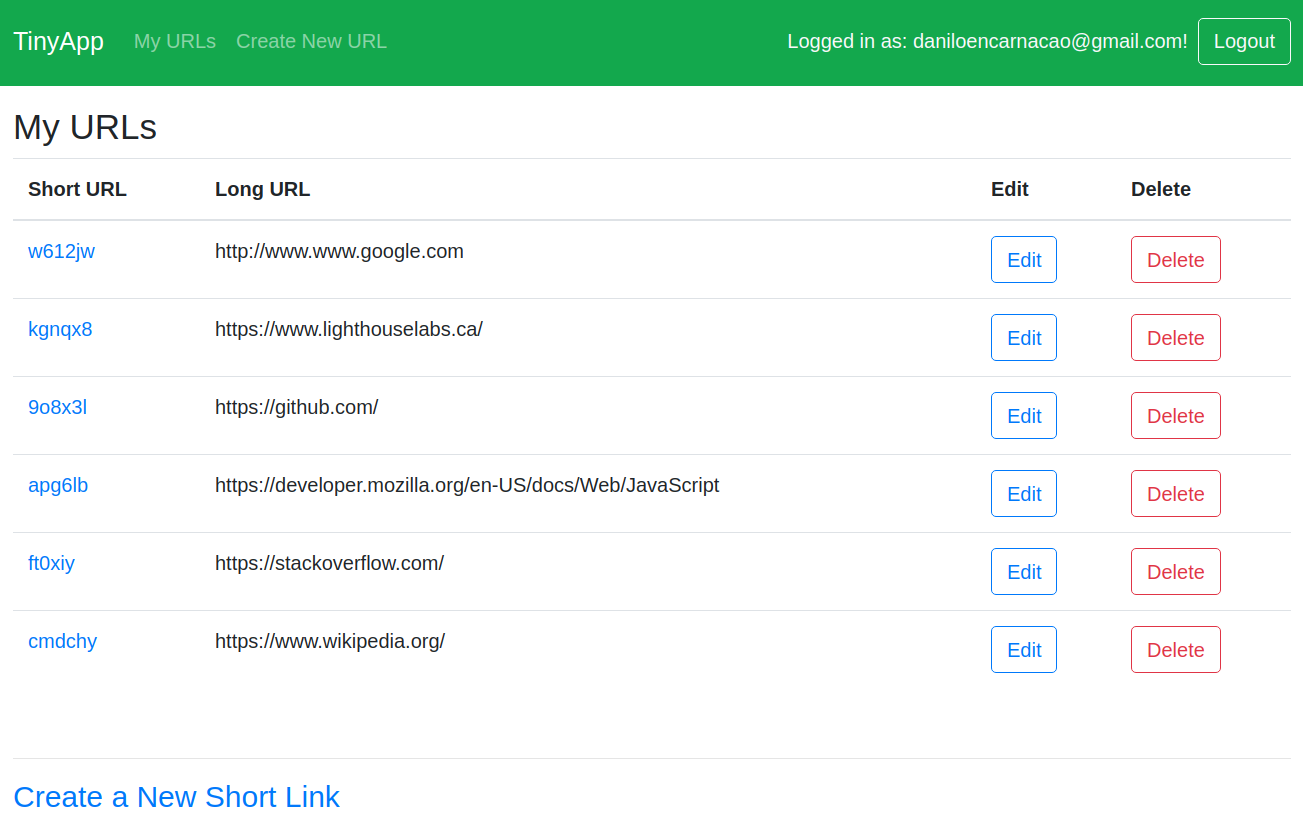 TinyApp My URLs Create New URL Logged in as: daniloencarnacao@gmail.com! Logout
My URLs
Short URL Long URL Edit Delete
w612jw http://www.www.google.com Edit Delete
kgnqx8 https://www.lighthouselabs.ca/ Edit Delete
9o8x3l https://github.com/ Edit Delete
apg6lb https://developer.mozilla.org/en-US/docs/Web/JavaScript Edit Delete
ft0xiy https://stackoverflow.com/ Edit Delete
cmdchy https://www.wikipedia.org/ Edit Delete
Create a New Short Link